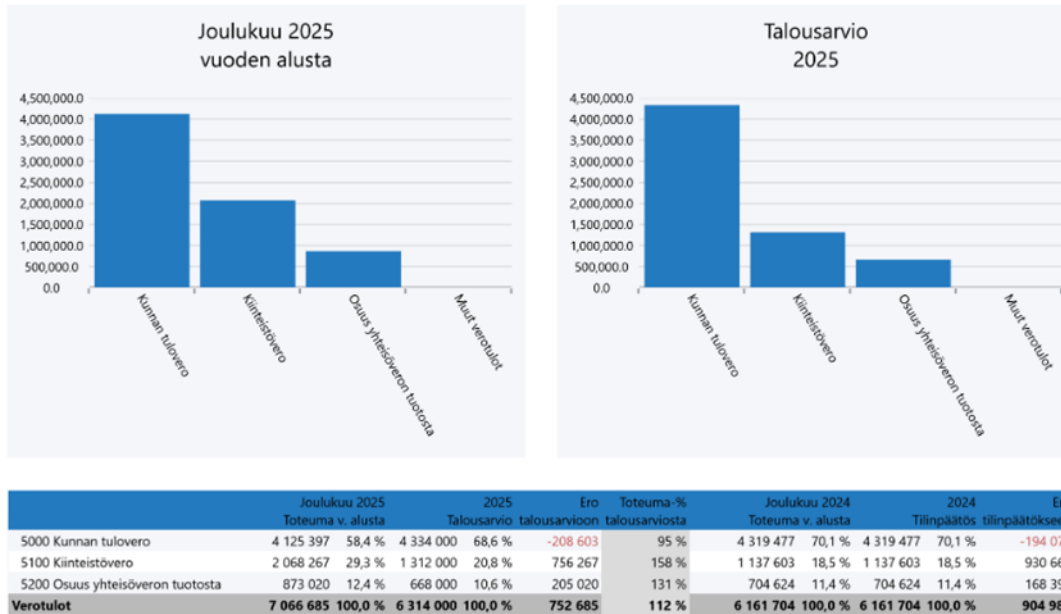 Joulukuu 2025
vuoden alusta
4,500,000.0
4,000,000.0
3,500,000.0
3,000,000.0
2,500,000.0
2,000,000.0
1,500,000.0
1,000,000.0
500,000.0
0.0
Kunnan tulovero
Kiinteistövero
Osuus yhteisöveron tuotosta
Muut verotulot
Talousarvio
2025
4,500,000.0
4,000,000.0
3,500,000.0
3,000,000.0
2,500,000.0
2,000,000.0
1,500,000.0
1,000,000.0
500,000.0
0.0
Kunnan tulovero
Kiinteistövero
Osuus yhteisöveron tuotosta
Muut verotulot
Joulukuu 2025 2025 Ero Toteuma-% Joulukuu 2024 2024
Toteuma v. alusta Talousarvio talousarvioon talousarviosta Toteuma v. alusta Tilinpäätös
5000 Kunnan tulovero 4 125 397 58,4 % 4 334 000 68,6 % -208 603 95 % 4 319 477 70,1 % 4 319 477 70,1 % -194 07
5100 Kiinteistövero 2 068 267 29,3 % 1 312 000 20,8 % 756 267 158 % 1 137 603 18,5 % 1 137 603 18,5 % 930 66
5200 Osuus yhteisöveron tuotosta 873 020 12,4 % 668 000 10,6 % 205 020 131 % 704 624 11,4 % 704 624 11,4 % 168 39
Verotulot 7 066 685 100,0 % 6 314 000 100,0 % 752 685 112 % 6 161 704 100,0 % 6 161 704 100,0 % 904 98